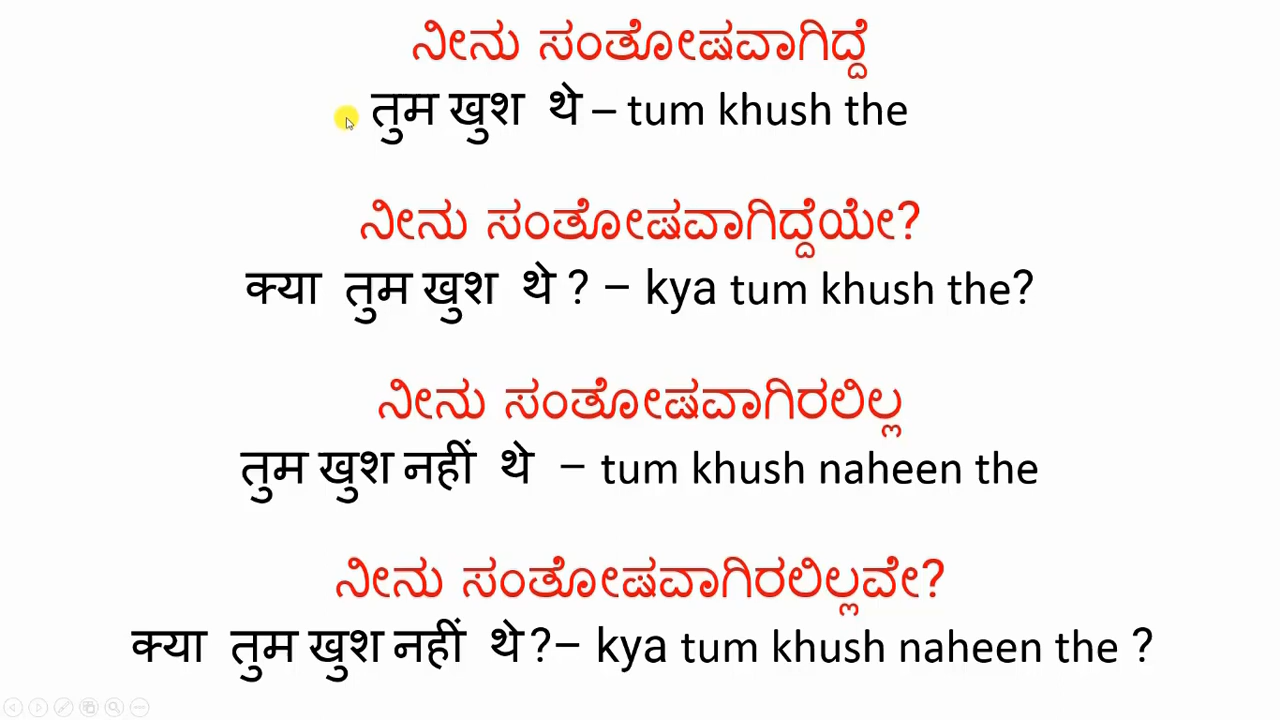 ನೀನು ಸಂತೋಷವಾಗಿದ್ದೆ
तुम खुश थे – tum khush the
ನೀನು ಸಂತೋಷವಾಗಿದ್ದೆಯೇ?
क्या तुम खुश थे ? – kya tum khush the?
ನೀನು ಸಂತೋಷವಾಗಿರಲಿಲ್ಲ
तुम खुश नहीं थे – tum khush naheen the
ನೀನು ಸಂತೋಷವಾಗಿರಲಿಲ್ಲವೇ?
क्या तुम खुश नहीं थे ?– kya tum khush naheen the ?